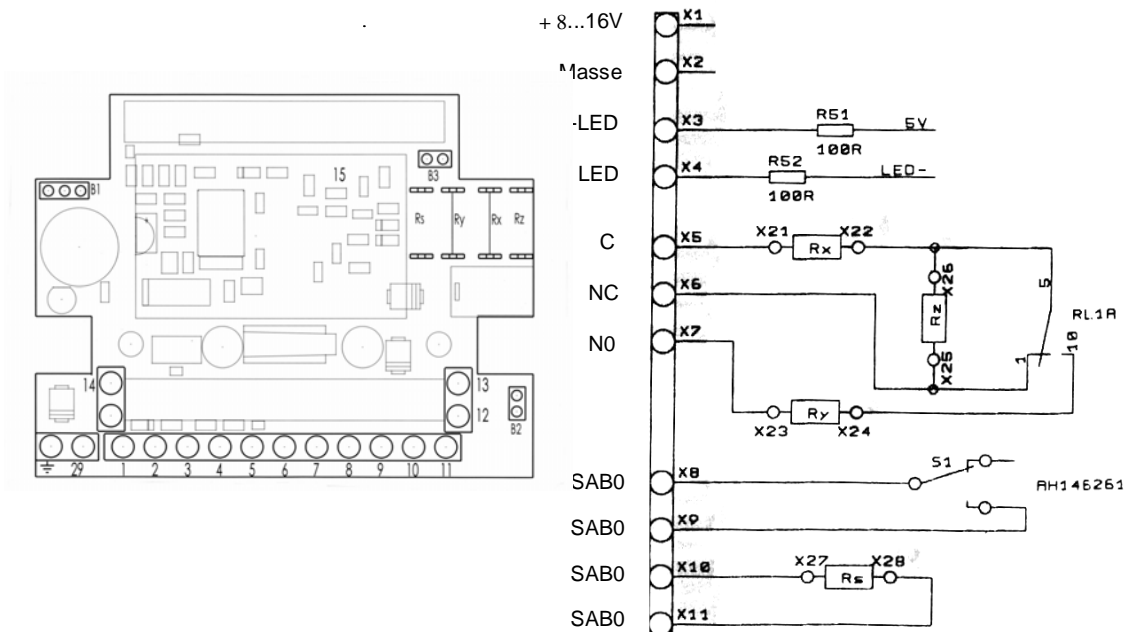 + 8...16V X1
Masse X2
-LED X3 R51 5V
100R
LED X4 R52 LED-
100R
C X5 X21 Rx X22
NC X6
N0 X7
X26
Rz
X25
5
1
10
RL1A
X23 Ry X24
SAB0 X8 S1
RH146261
SAB0 X9
SAB0 X10 X27 Rs X28
SAB0 X11
B1
15
B3
Rs Ry Rx Rz
14
13
12
B2
29 1 2 3 4 5 6 7 8 9 10 11